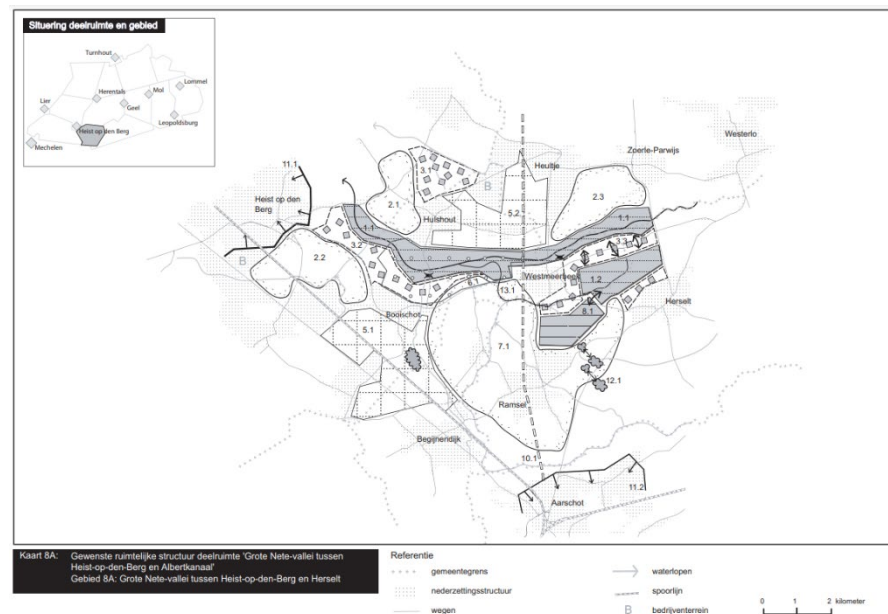 Situering deelruimte en gebied
Turnhout
Lommel
Mol
Herentals
Lier
Geel
Leopoldsburg
Heist op den Berg
Mechelen
Westerlo
Zoerle-Parwijs
Heultje
11.1
3.1
B
Heist op den
Berg
2.1
2.3
5.2
Hulshout
1.1
1.1
3.2
3.3
B
2.2
Westmeerbeek
1.2
6.1
13.1
Herselt
8.1
Booischot
5.1
7.1
12.1
Ramsel
Begijnendijk
10.1
11.2
Aarschot
Kaart 8A: Gewenste ruimtelijke structuur deelruimte 'Grote Nete-vallei tussen
Heist-op-den-Berg en Albertkanaal'
Gebied 8A: Grote Nete-vallei tussen Heist-op-den-Berg en Herselt
Referentie
gemeentegrens
nederzettingsstructuur
wegen
waterlopen
spoorlijn
B bedrijventerrein
0 1 2 kilometer